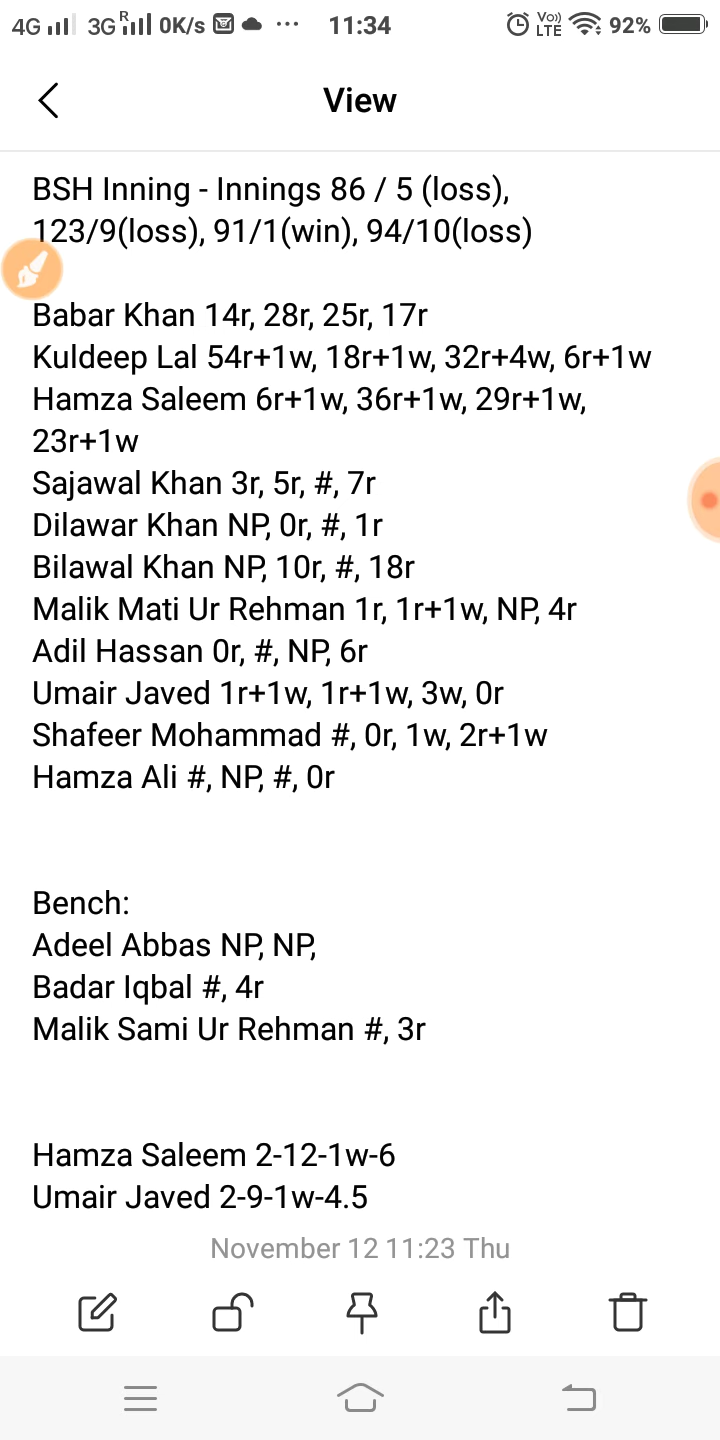 4G 3G R 0K/s ... 11:34 Vo)) LTE 92%
View
BSH Inning - Innings 86 / 5 (loss),
123/9(loss), 91/1(win), 94/10(loss)
Babar Khan 14r, 28r, 25r, 17r
Kuldeep Lal 54r+1w, 18r+1w, 32r+4w, 6r+1w
Hamza Saleem 6r+1w, 36r+1w, 29r+1w,
23r+1w
Sajawal Khan 3r, 5r, #, 7r
Dilawar Khan NP, 0r, #, 1r
Bilawal Khan NP, 10r, #, 18r
Malik Mati Ur Rehman 1r, 1r+1w, NP, 4r
Adil Hassan 0r, #, NP, 6r
Umair Javed 1r+1w, 1r+1w, 3w, 0r
Shafeer Mohammad #, 0r, 1w, 2r+1w
Hamza Ali #, NP, #, 0r
Bench:
Adeel Abbas NP, NP,
Badar Iqbal #, 4r
Malik Sami Ur Rehman #, 3r
Hamza Saleem 2-12-1w-6
Umair Javed 2-9-1w-4.5
November 12 11:23 Thu